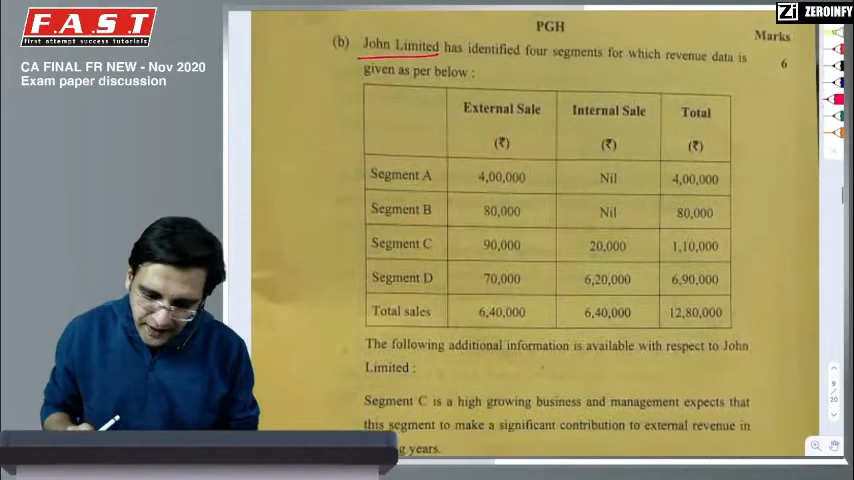 F.A.S.T
first attempt success tutorials
Zi ZEROINFY
CA FINAL FR NEW - Nov 2020
Exam paper discussion
PGH
Marks
(b) John Limited has identified four segments for which revenue data is
given as per below :
6
External Sale Internal Sale Total
(₹) (₹) (₹)
Segment A 4,00,000 Nil 4,00,000
Segment B 80,000 Nil 80,000
Segment C 90,000 20,000 1,10,000
Segment D 70,000 6,20,000 6,90,000
Total sales 6,40,000 6,40,000 12,80,000
The following additional information is available with respect to John
Limited :
Segment C is a high growing business and management expects that
this segment to make a significant contribution to external revenue in
years.
9
/
20